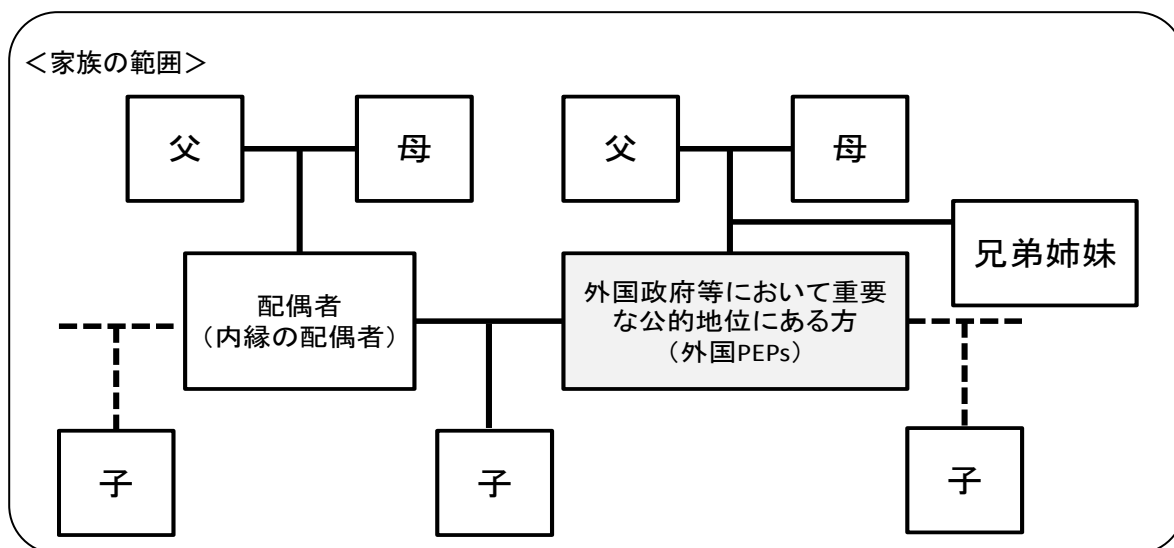 ＜家族の範囲＞
父
母
父
母
兄弟姉妹
配偶者
（内縁の配偶者）
外国政府等において重要
な公的地位にある方
（外国PEPs）
子
子
子